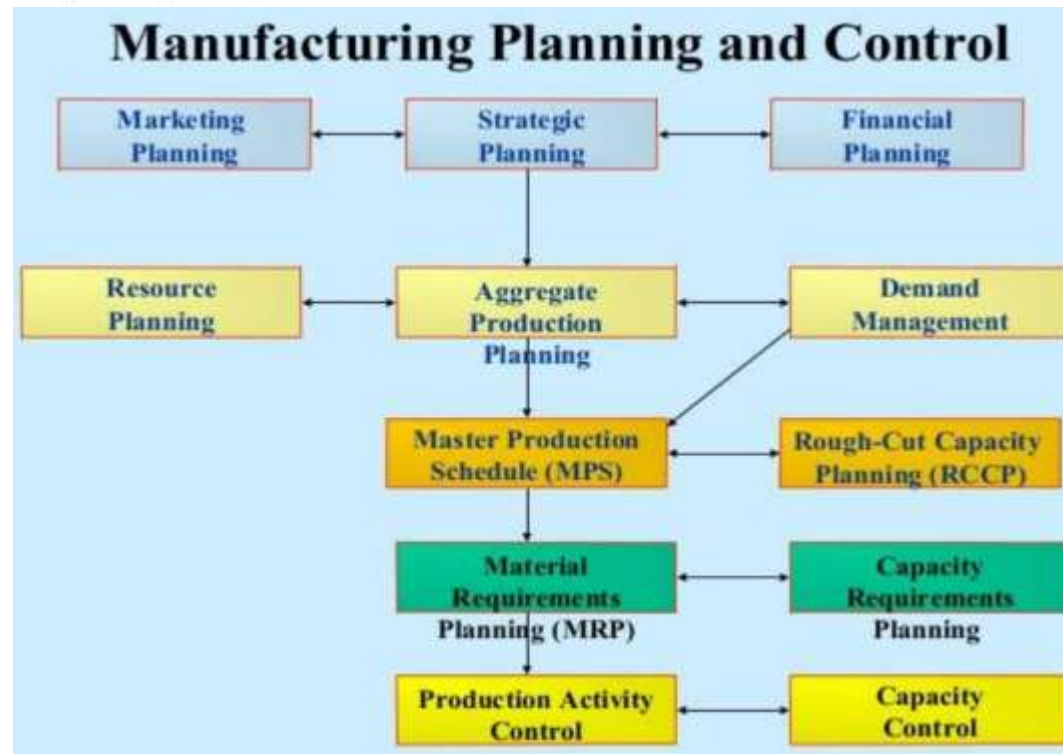 Manufacturing Planning and Control
Marketing
Planning
Strategic
Planning
Financial
Planning
Resource
Planning
Aggregate
Production
Planning
Demand
Management
Master Production
Schedule (MPS)
Rough-Cut Capacity
Planning (RCCP)
Material
Requirements
Planning (MRP)
Capacity
Requirements
Planning
Production Activity
Control
Capacity
Control